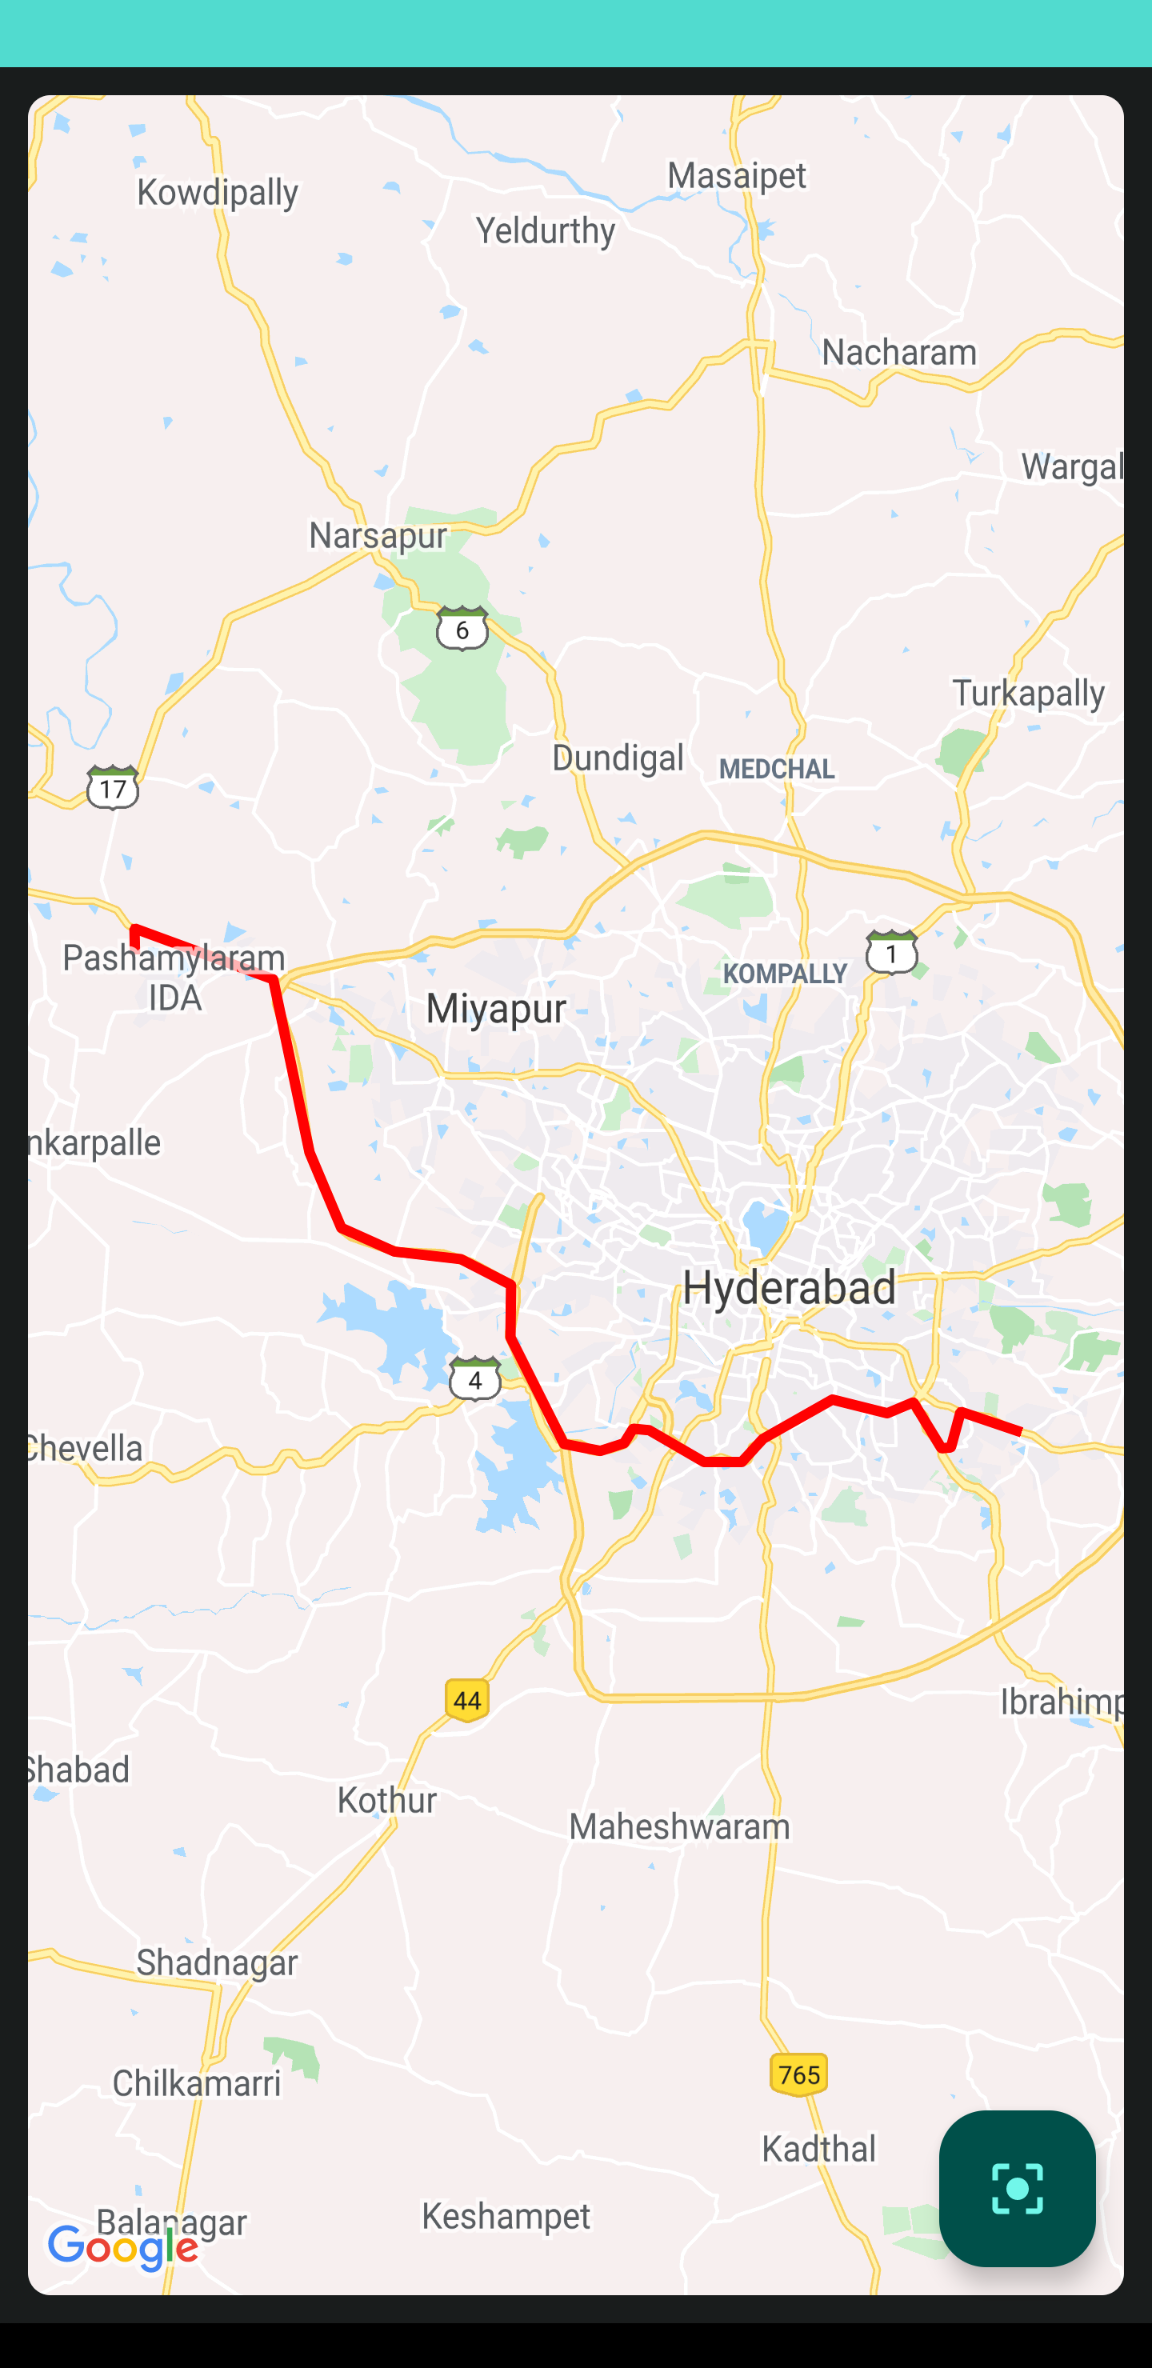 Kowdipally
Masaipet
Yeldurthy
Nacharam
Wargal
Narsapur
6
Turkapally
Dundigal
MEDCHAL
17
1
Pashamylaram
IDA
KOMPALLY
Miyapur
nkarpalle
Hyderabad
4
Chevella
44
Ibrahimp
Shabad
Kothur
Maheshwaram
Shadnagar
765
Chilkamarri
Kadthal
Keshampet
Balanagar
Google